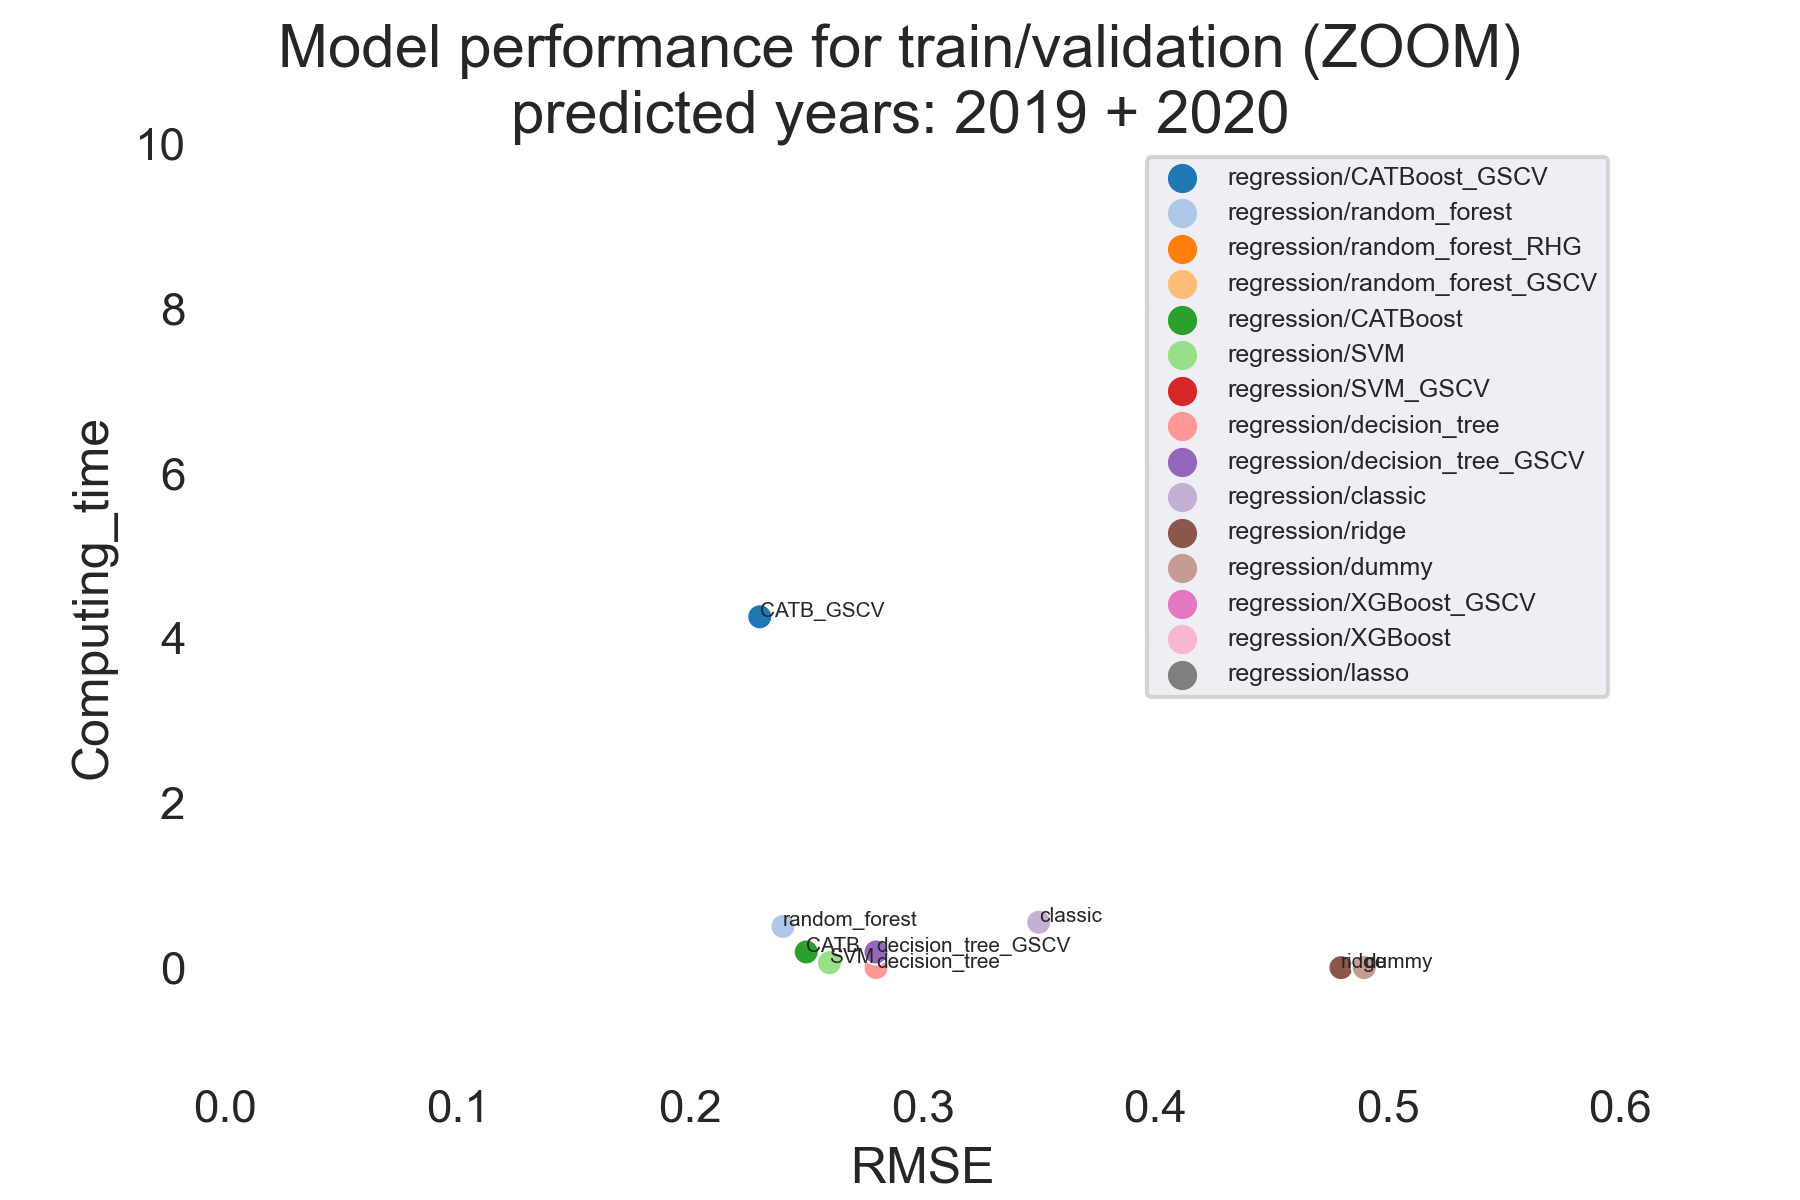 Model performance for train/validation (ZOOM)
predicted years: 2019 + 2020
10
8
6
4
2
0
Computing_time
regression/CATBoost_GSCV
regression/random_forest
regression/random_forest_RHG
regression/random_forest_GSCV
regression/CATBoost
regression/SVM
regression/SVM_GSCV
regression/decision_tree
regression/decision_tree_GSCV
regression/classic
regression/ridge
regression/dummy
regression/XGBoost_GSCV
regression/XGBoost
regression/lasso
CATB_GSCV
random_forest
classic
CATB
decision_tree_GSCV
SVM
decision_tree
ridge
dummy
0.0 0.1 0.2 0.3 0.4 0.5 0.6
RMSE